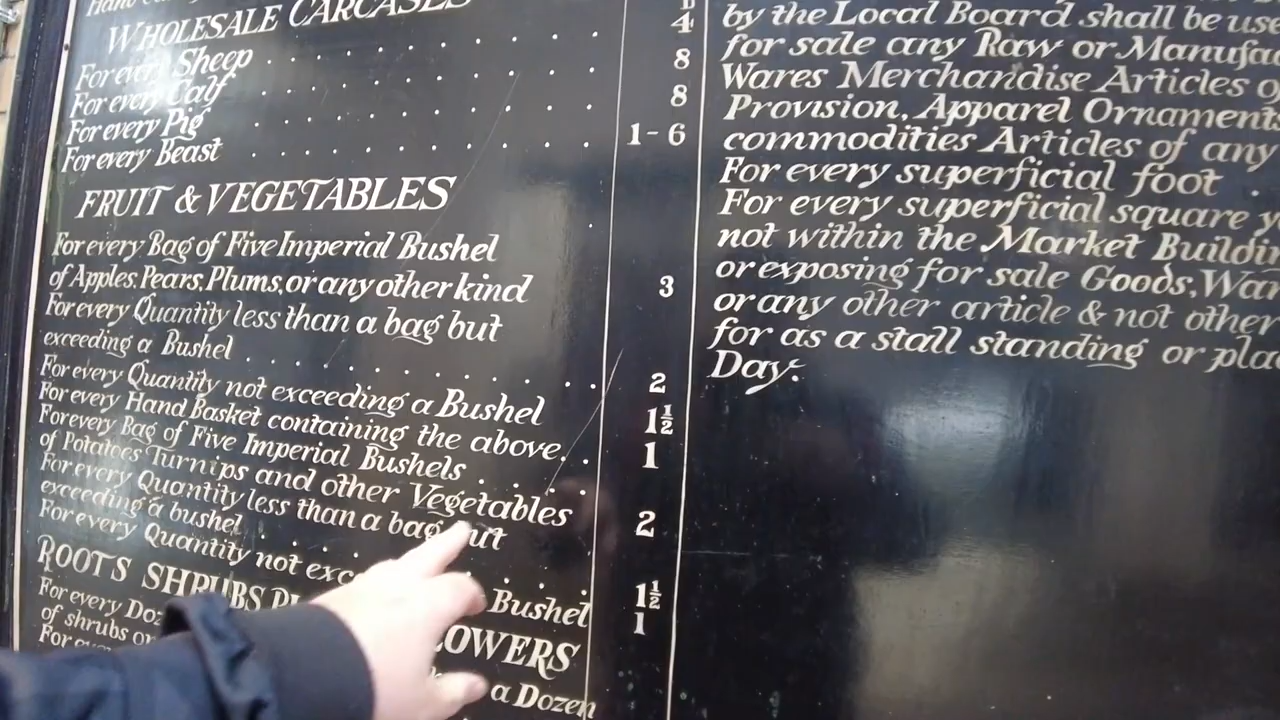 WHOLESALE CARCASES
4
For every Sheep
8
For every Calf
8
For every Pig
1-6
For every Beast
FRUIT & VEGETABLES
For every Bag of Five Imperial Bushel
of Apples, Pears, Plums, or any other kind 3
For every Quantity less than a bag but
exceeding a Bushel 2
For every Quantity not exceeding a Bushel 1½
For every Hand Basket containing the above 1
For every Bag of Five Imperial Bushels
of Potatoes Turnips and other Vegetables 2
For every Quantity less than a bag but
exceeding a bushel 1½
For every Quantity not Bushel 1
ROOTS SHRUBS
For every a Dozen
of shrubs or
by the Local Board shall be
for sale any Raw or
Wares Merchandise Articles
Provision, Apparel Ornaments
commodities Articles of any
For every superficial foot .
For every superficial square
not within the Market
or exposing for sale Goods,
or any other article & not other
for as a stall standing or
Day.